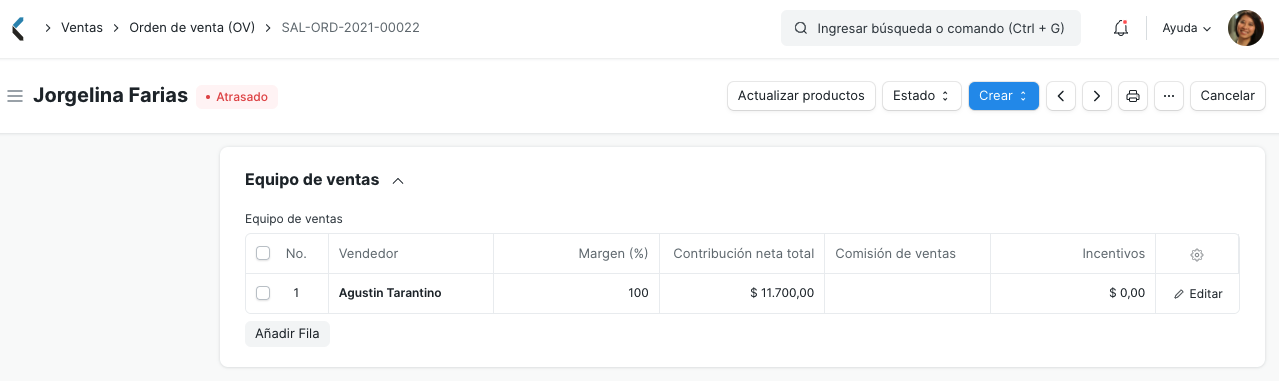 Ventas > Orden de venta (OV) > SAL-ORD-2021-00022
Ingresar búsqueda o comando (Ctrl + G)
Ayuda
Jorgelina Farias
• Atrasado
Actualizar productos
Estado
Crear
...
Cancelar
Equipo de ventas
Equipo de ventas
No. Vendedor Margen (%) Contribución neta total Comisión de ventas Incentivos
1 Agustin Tarantino 100 $ 11.700,00 $ 0,00 Editar
Añadir Fila